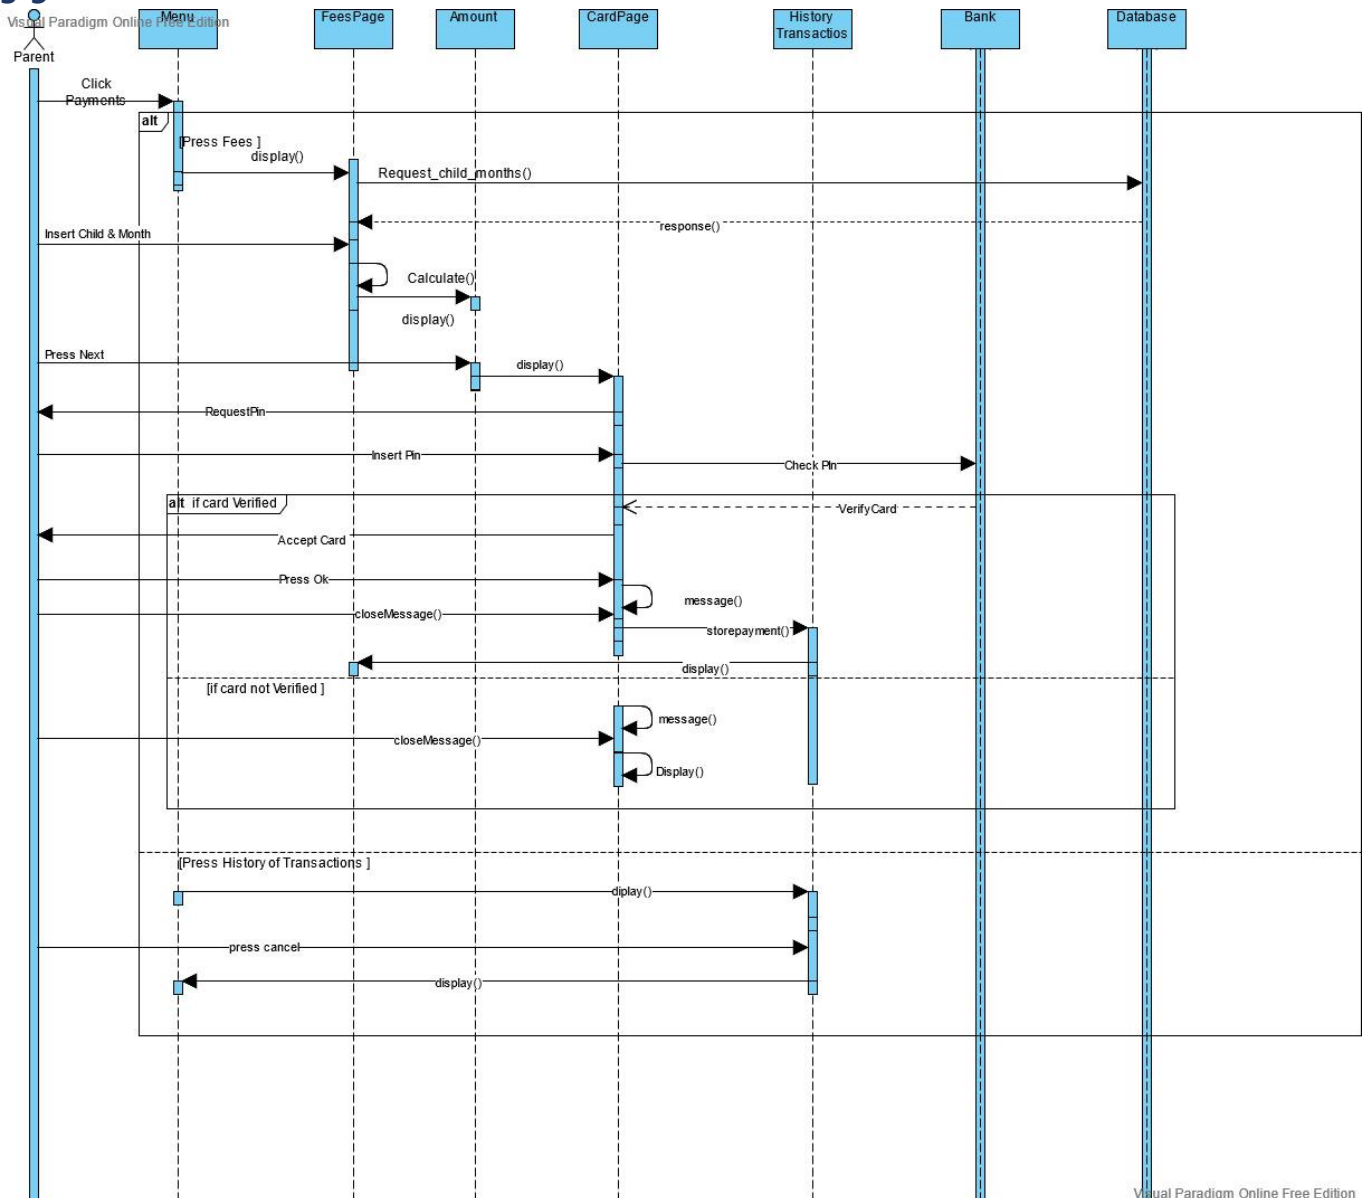 Visual Paradigm Online Free Edition
Parent
Menu
FeesPage
Amount
CardPage
History
Transactios
Bank
Database
Click
Payments
alt
[Press Fees ]
display()
Request_child_months()
response()
Insert Child & Month
Calculate()
display()
Press Next
display()
RequestPin
Insert Pin
Check PIn
alt if card Verified
VerifyCard
Accept Card
Press Ok
message()
closeMessage()
storepayment()
display()
[if card not Verified ]
message()
closeMessage()
Display()
[Press History of Transactions ]
diplay()
press cancel
display()
Visual Paradigm Online Free Edition